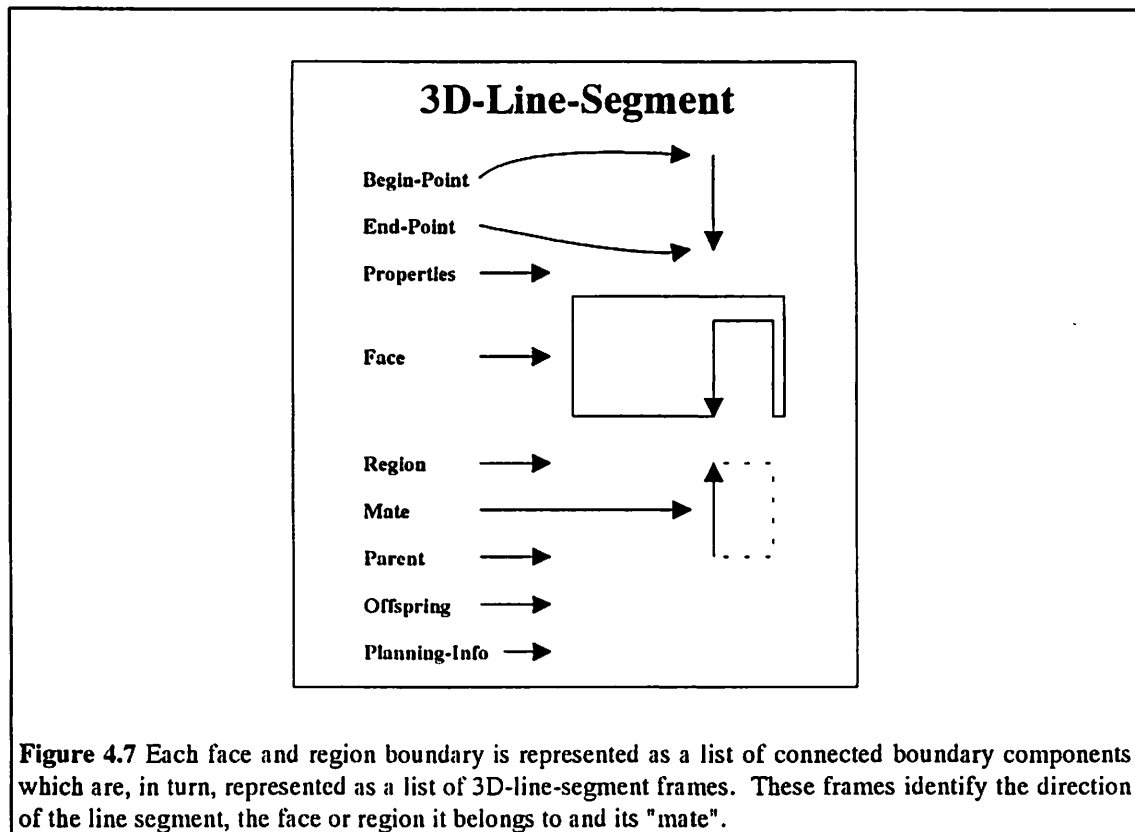 3D-Line-Segment
Begin-Point
End-Point
Properties
Face
Region
Mate
Parent
Offspring
Planning-Info
Figure 4.7 Each face and region boundary is represented as a list of connected boundary components
which are, in turn, represented as a list of 3D-line-segment frames. These frames identify the direction
of the line segment, the face or region it belongs to and its "mate".